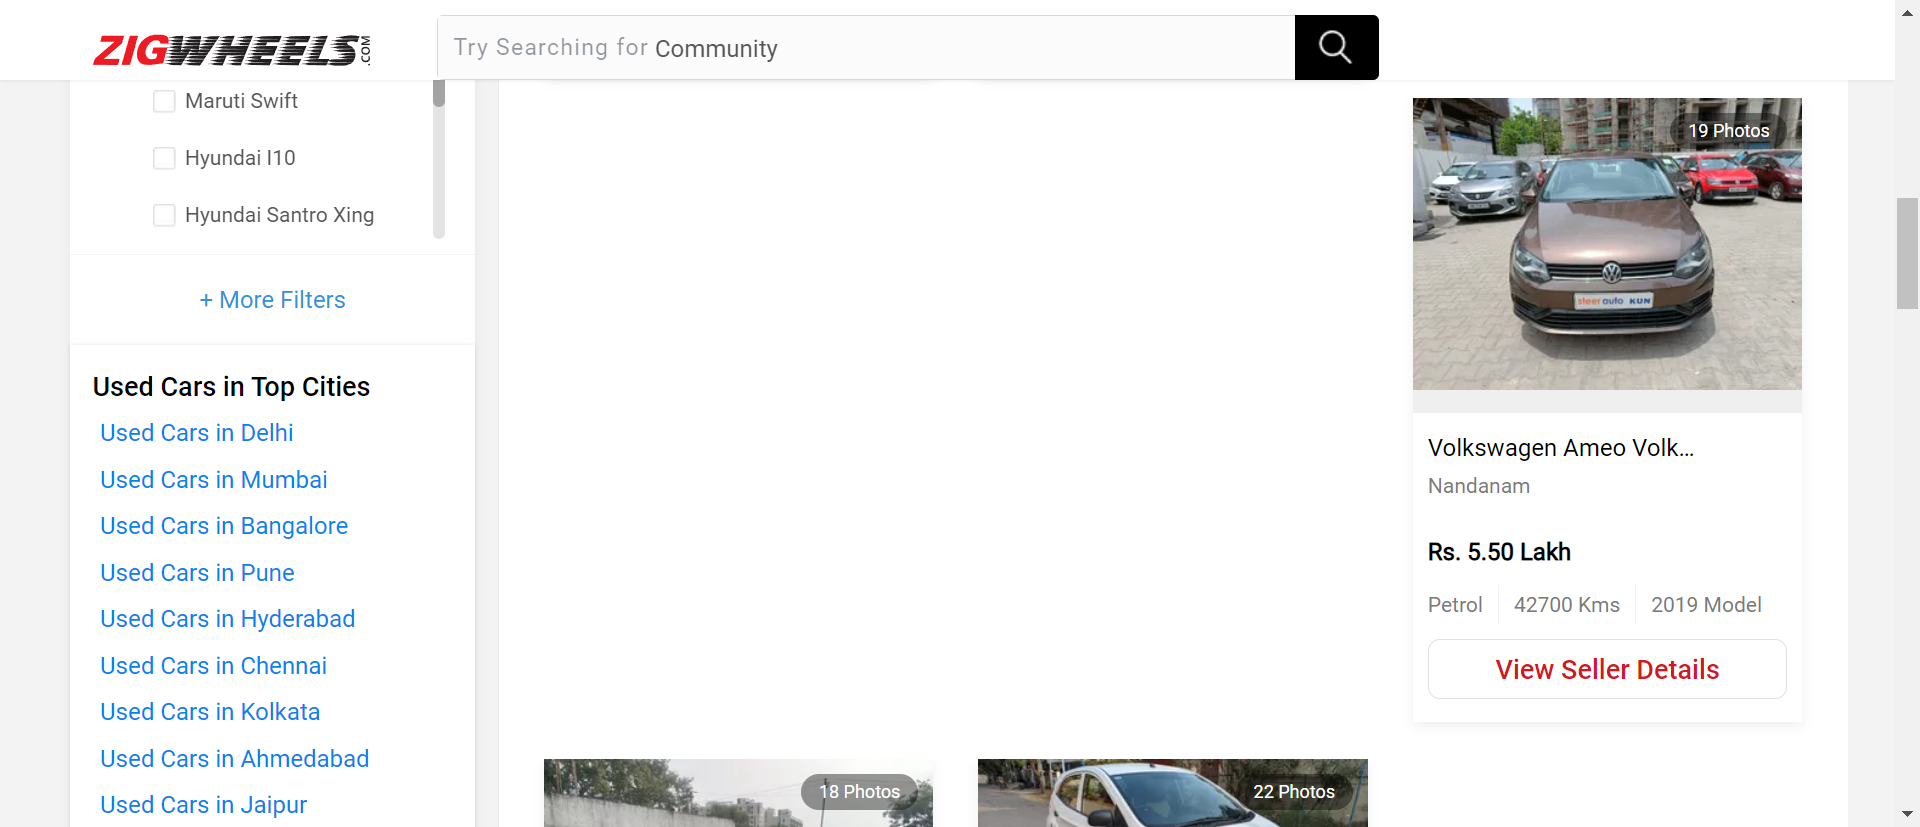 ZIGWHEELS.COM
Try Searching for Community
Maruti Swift
Hyundai I10
Hyundai Santro Xing
+ More Filters
Used Cars in Top Cities
Used Cars in Delhi
Used Cars in Mumbai
Used Cars in Bangalore
Used Cars in Pune
Used Cars in Hyderabad
Used Cars in Chennai
Used Cars in Kolkata
Used Cars in Ahmedabad
Used Cars in Jaipur
19 Photos
steer auto KUN
Volkswagen Ameo Volk...
Nandanam
Rs. 5.50 Lakh
Petrol 42700 Kms 2019 Model
View Seller Details
18 Photos
22 Photos